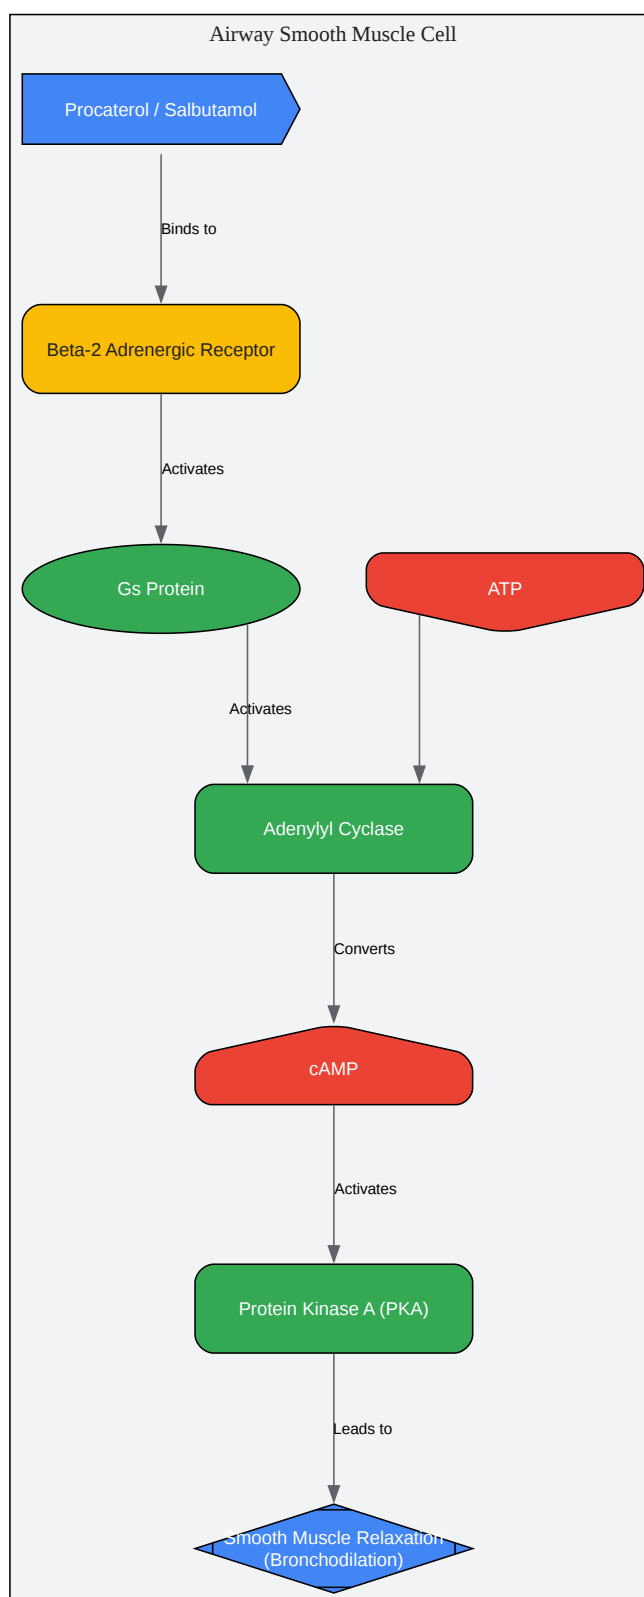 Airway Smooth Muscle Cell
Procaterol / Salbutamol
Binds to
Beta-2 Adrenergic Receptor
Activates
Gs Protein
ATP
Activates
Adenylyl Cyclase
Converts
cAMP
Activates
Protein Kinase A (PKA)
Leads to
Smooth Muscle Relaxation
(Bronchodilation)